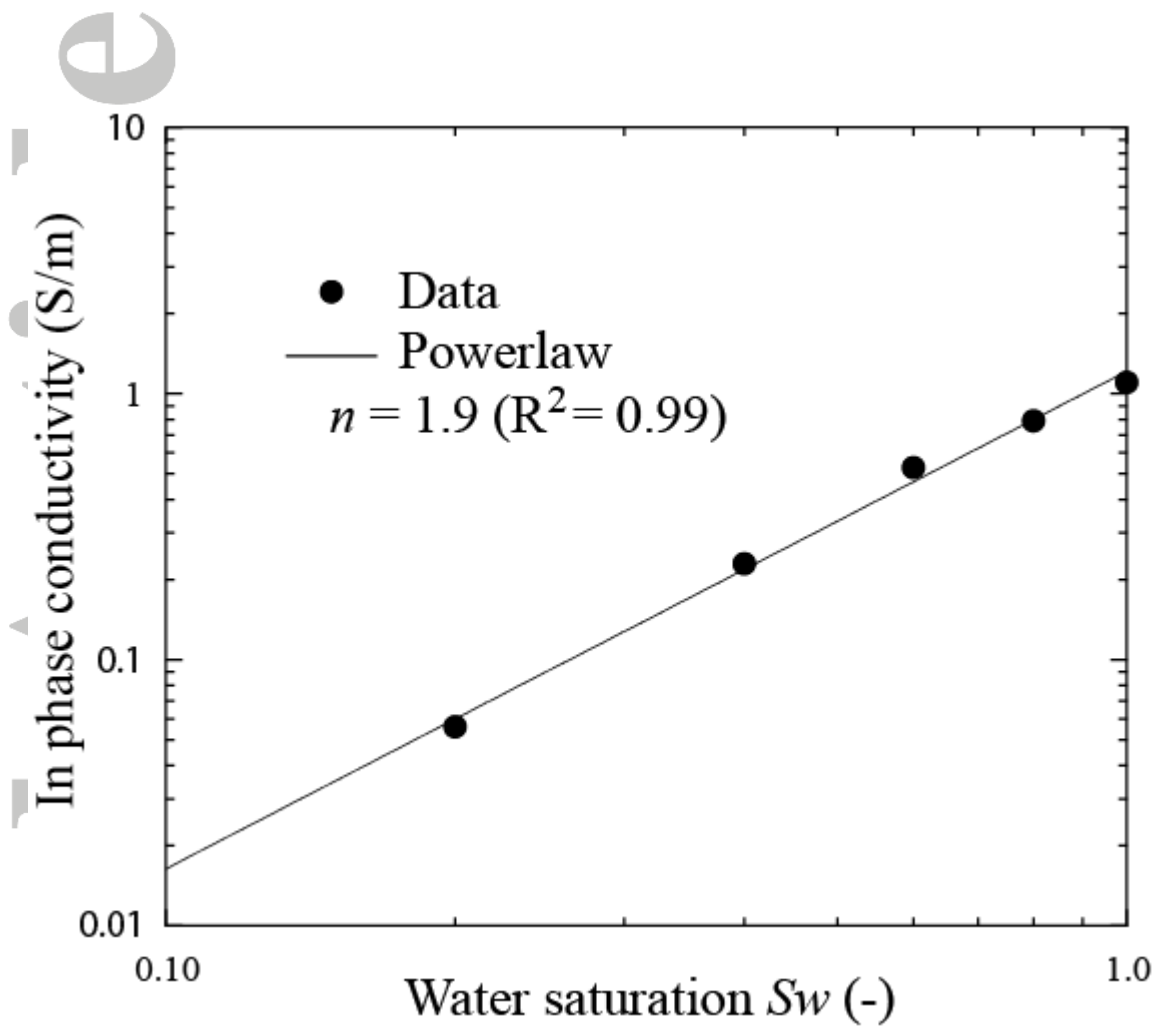 e
10
1
0.1
0.01
In phase conductivity (S/m)
Data
Powerlaw
n = 1.9 (R² = 0.99)
0.10
1.0
Water saturation Sw (-)